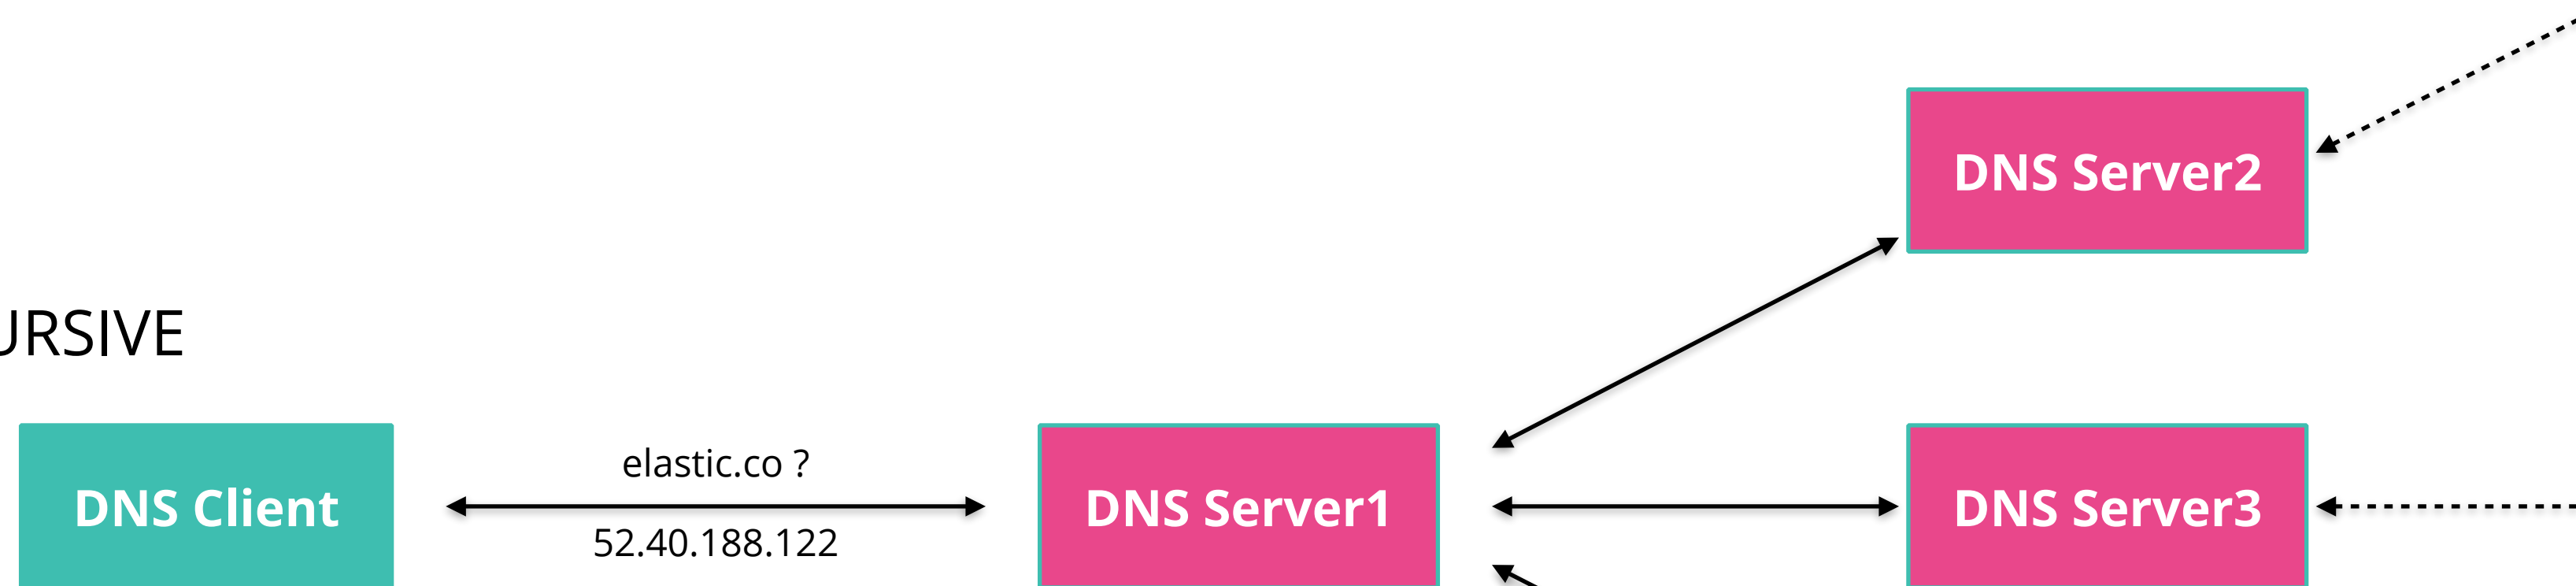 DNS Server2
URSIVE
elastic.co ?
DNS Client
DNS Server1
DNS Server3
52.40.188.122